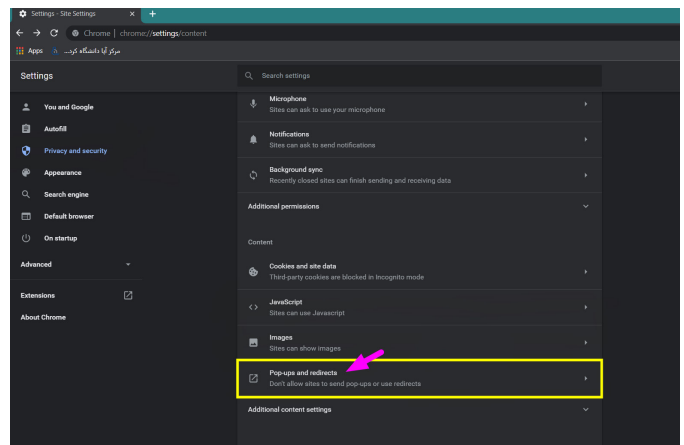 Settings - Site Settings
Chrome | chrome://settings/content
Apps
مرکز آپا دانشگاه کرد...
Settings
Search settings
You and Google
Autofill
Privacy and security
Appearance
Search engine
Default browser
On startup
Advanced
Extensions
About Chrome
Microphone
Sites can ask to use your microphone
Notifications
Sites can ask to send notifications
Background sync
Recently closed sites can finish sending and receiving data
Additional permissions
Content
Cookies and site data
Third-party cookies are blocked in Incognito mode
JavaScript
Sites can use Javascript
Images
Sites can show images
Pop-ups and redirects
Don't allow sites to send pop-ups or use redirects
Additional content settings